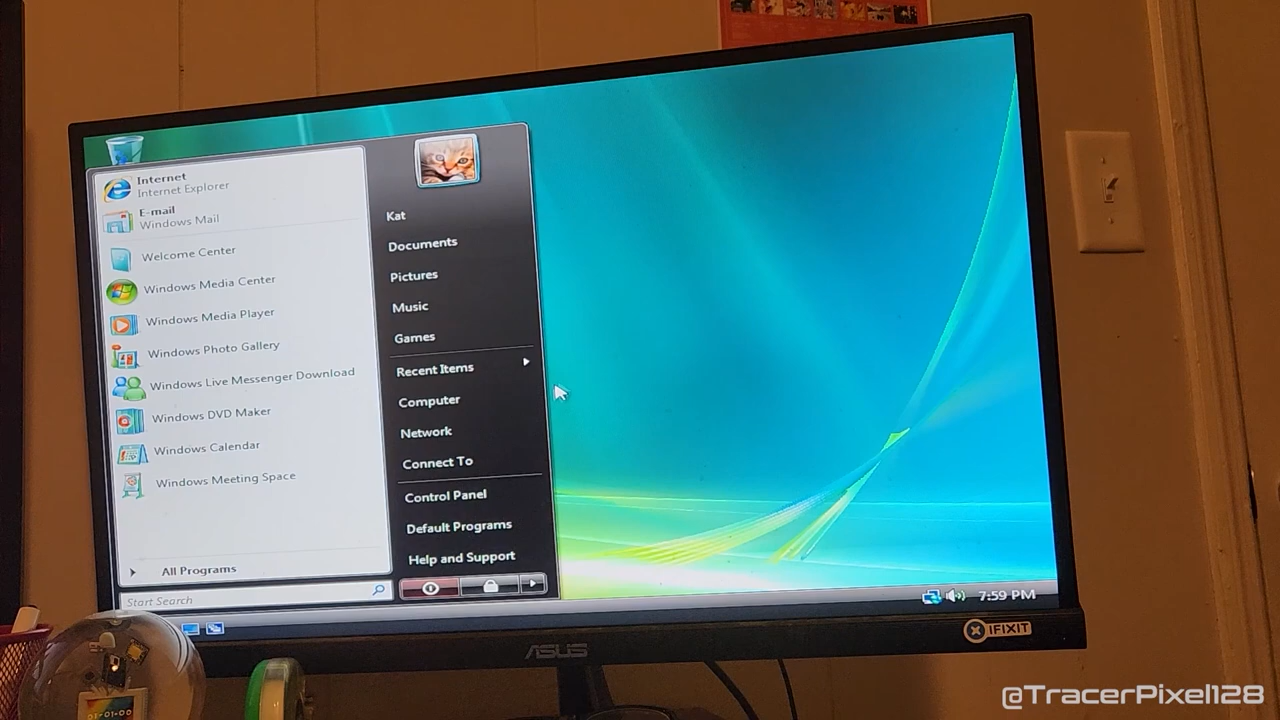 Internet
Internet Explorer
E-mail
Windows Mail
Welcome Center
Windows Media Center
Windows Media Player
Windows Photo Gallery
Windows Live Messenger Download
Windows DVD Maker
Windows Calendar
Windows Meeting Space
All Programs
Start Search
Kat
Documents
Pictures
Music
Games
Recent Items
Computer
Network
Connect To
Control Panel
Default Programs
Help and Support
7:59 PM
ASUS
IFIXIT
01-01-00
@TracerPixel128